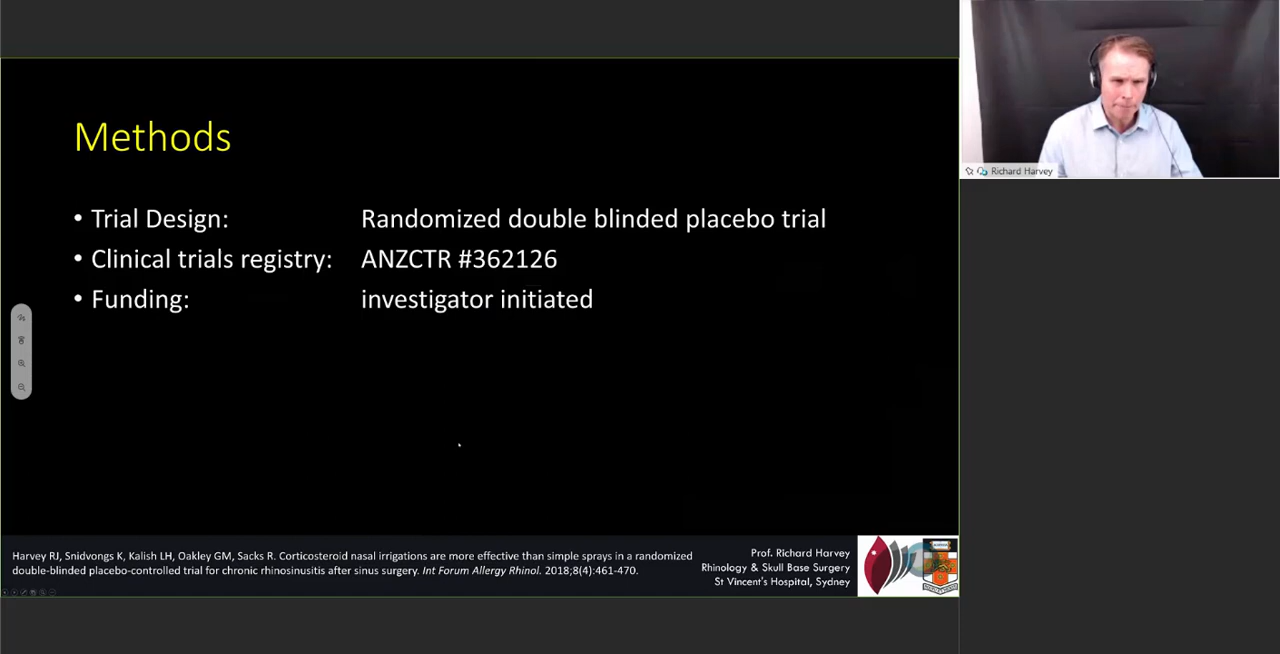 Methods
• Trial Design: Randomized double blinded placebo trial
• Clinical trials registry: ANZCTR #362126
• Funding: investigator initiated
Harvey RJ, Snidvongs K, Kalish LH, Oakley GM, Sacks R. Corticosteroid nasal irrigations are more effective than simple sprays in a randomized
double-blinded placebo-controlled trial for chronic rhinosinusitis after sinus surgery. Int Forum Allergy Rhinol. 2018;8(4):461-470.
Prof. Richard Harvey
Rhinology & Skull Base Surgery
St Vincent's Hospital, Sydney
Richard Harvey